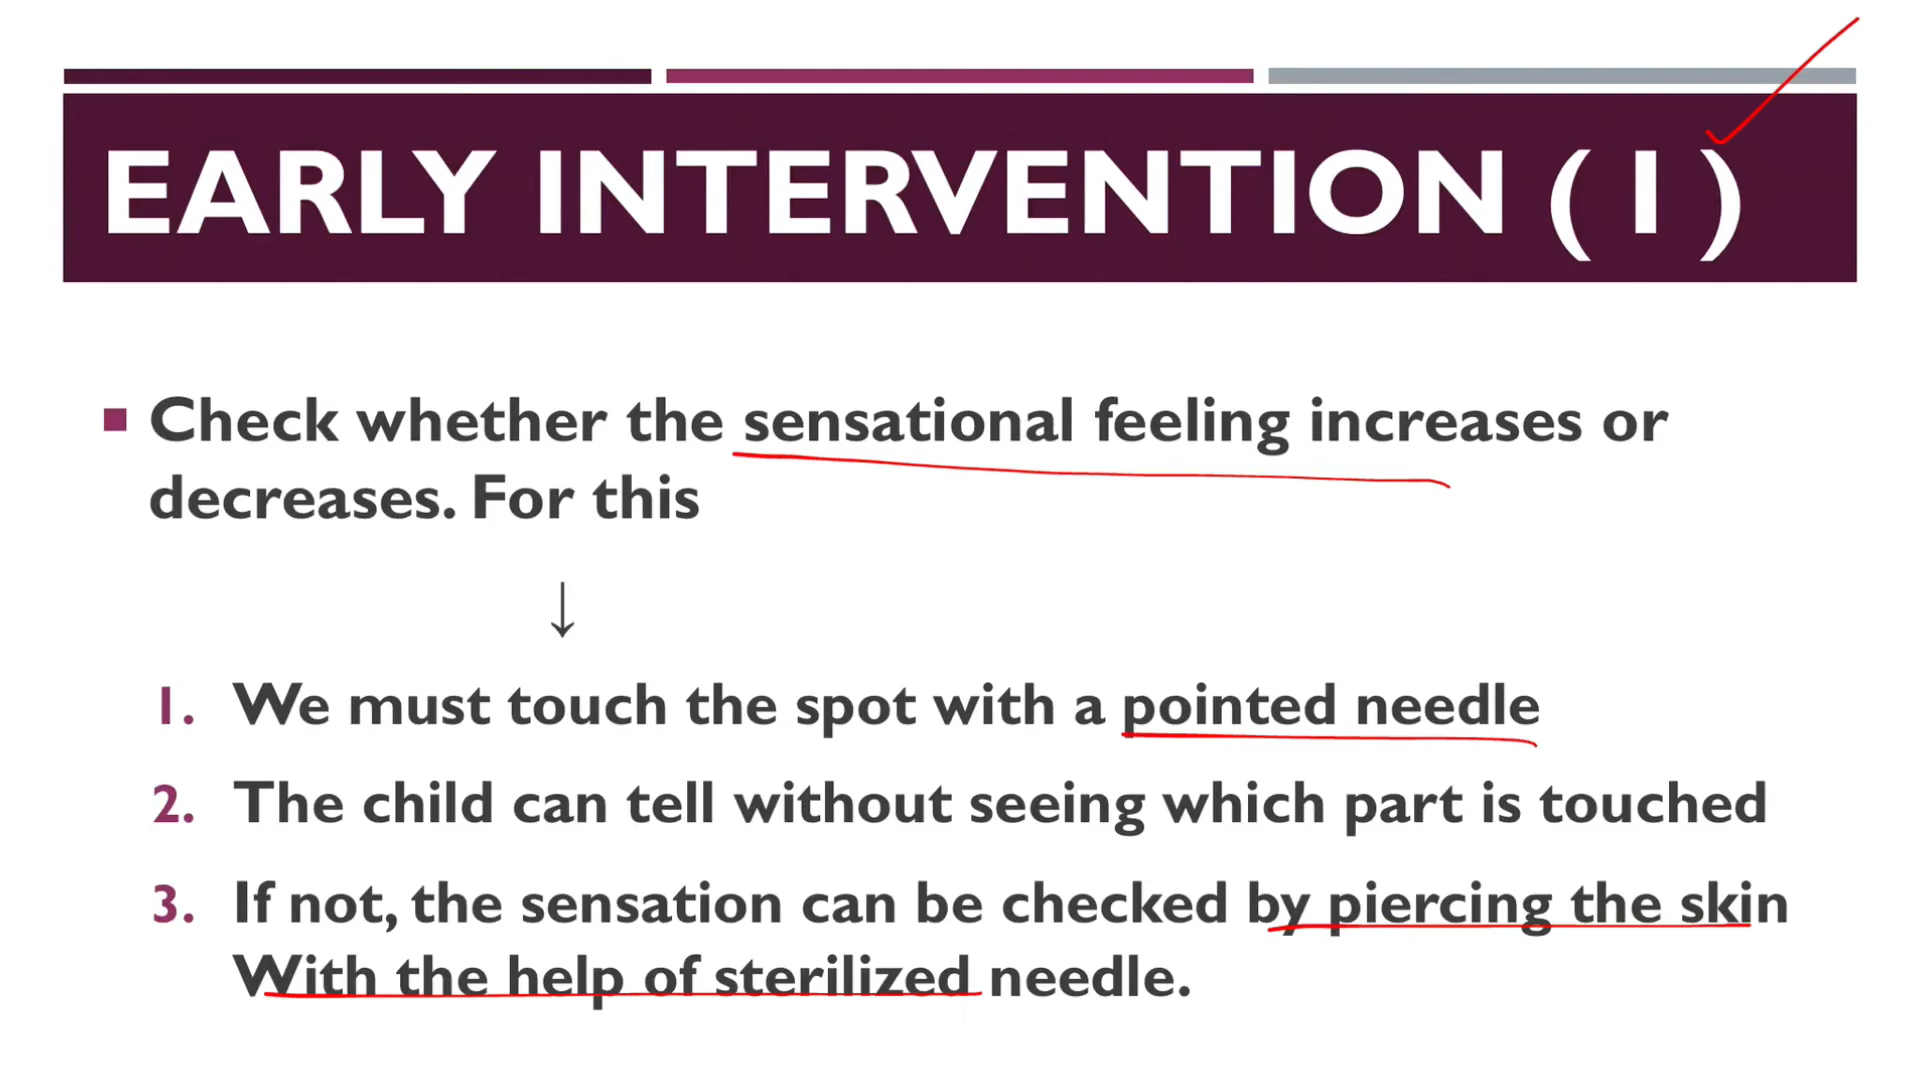 EARLY INTERVENTION ( 1 )
■ Check whether the sensational feeling increases or
decreases. For this
↓
1. We must touch the spot with a pointed needle
2. The child can tell without seeing which part is touched
3. If not, the sensation can be checked by piercing the skin
With the help of sterilized needle.